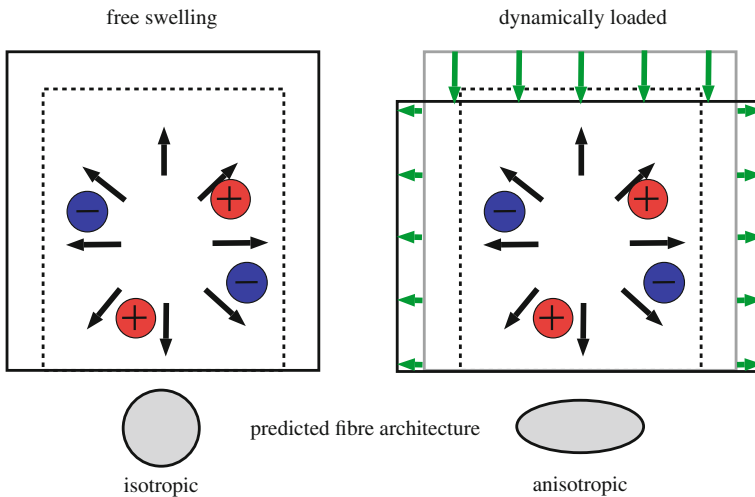 free swelling
dynamically loaded
− + −
+
− + −
+
predicted fibre architecture
isotropic
anisotropic